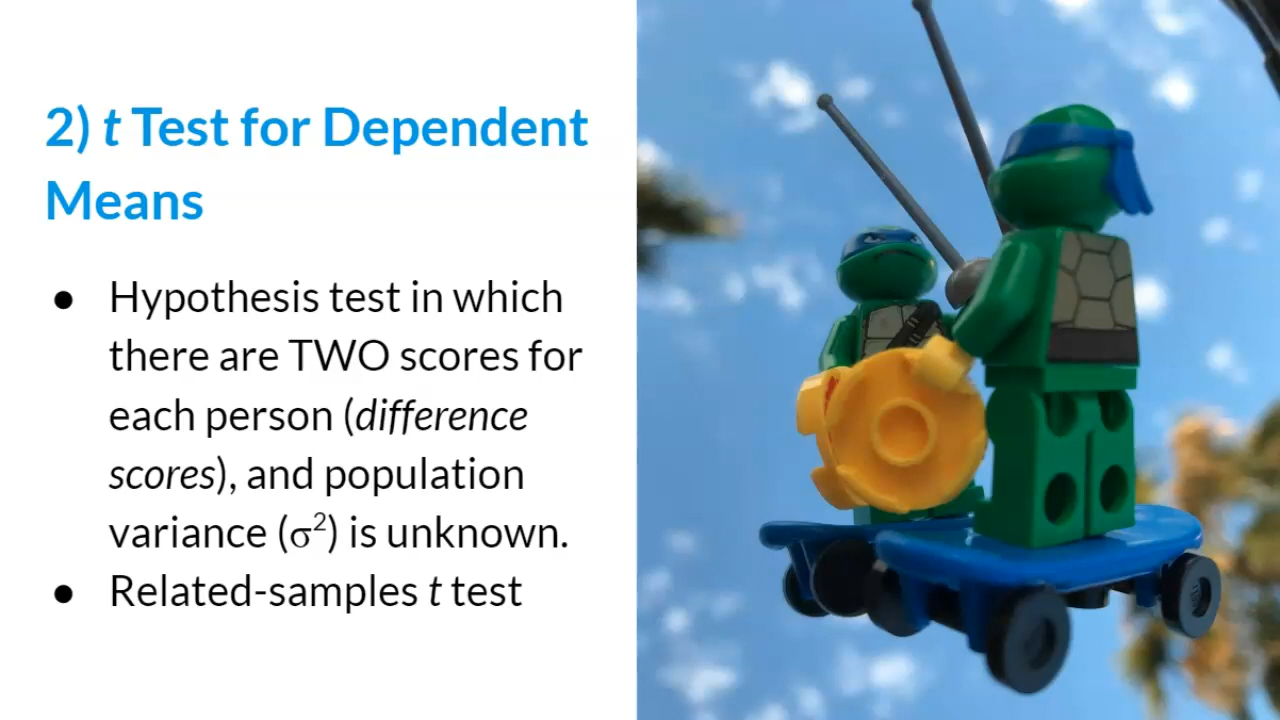 2) t Test for Dependent
Means
● Hypothesis test in which
there are TWO scores for
each person (difference
scores), and population
variance (σ²) is unknown.
● Related-samples t test